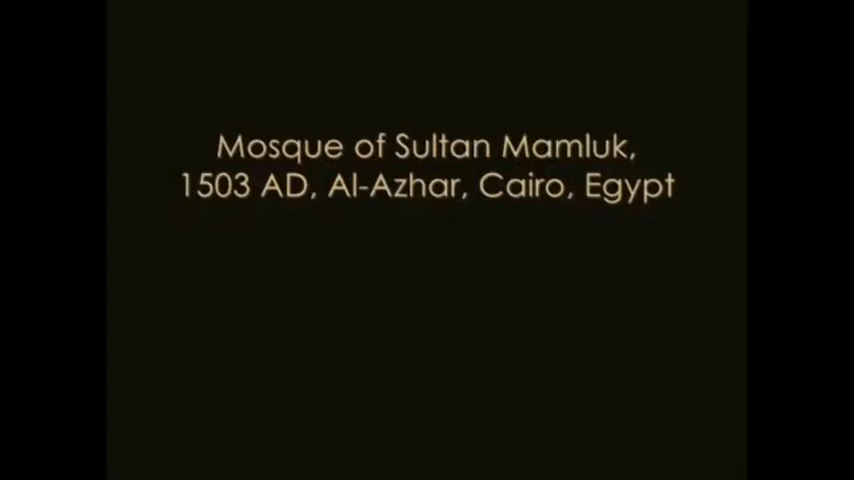 Mosque of Sultan Mamluk,
1503 AD, Al-Azhar, Cairo, Egypt